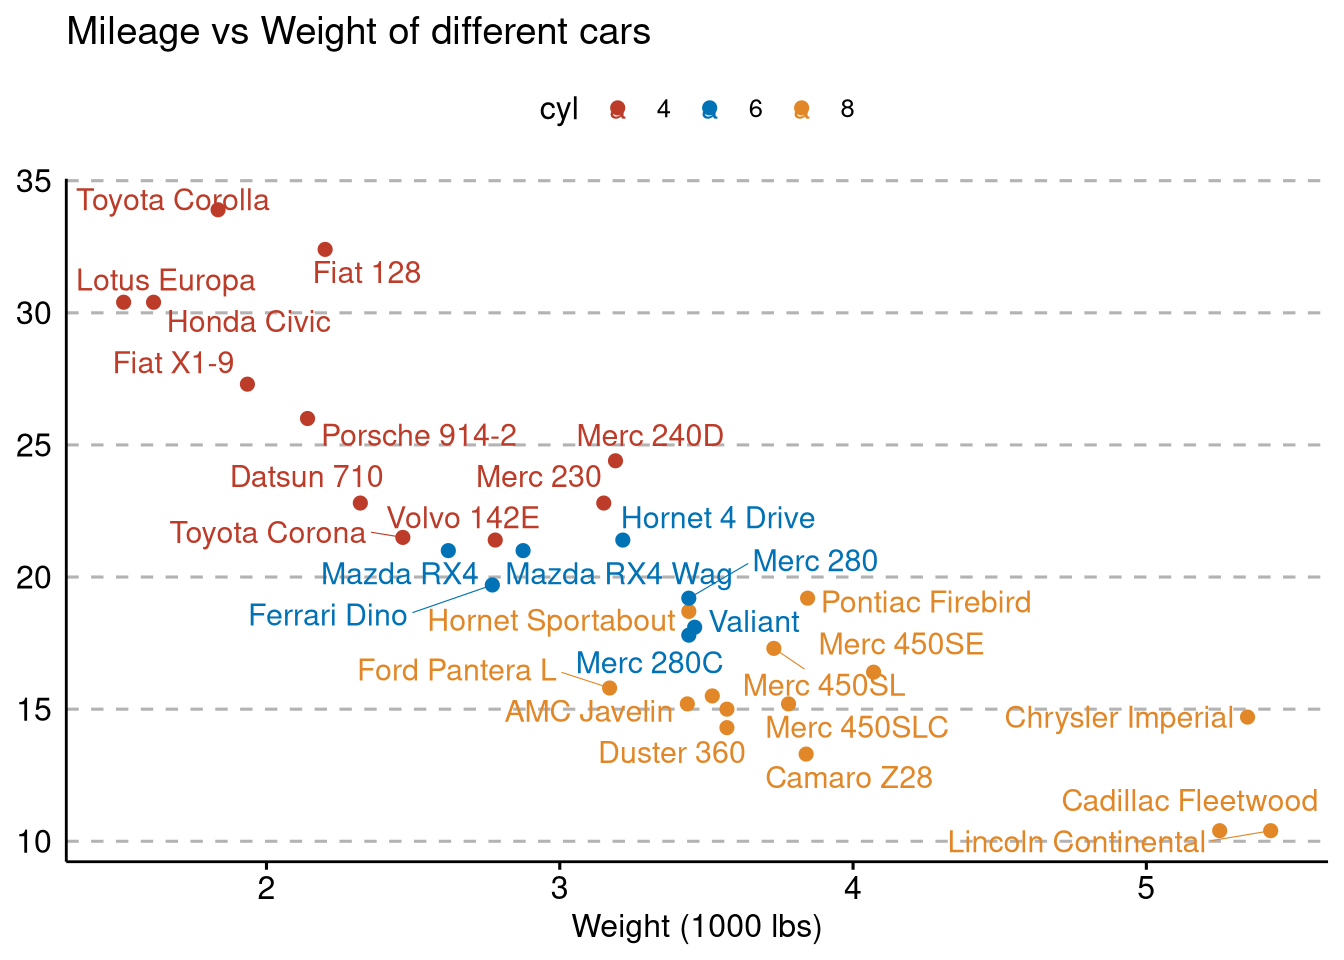 Mileage vs Weight of different cars
cyl 4 6 8
35
Toyota Corolla
Fiat 128
Lotus Europa
30
Honda Civic
Fiat X1-9
Porsche 914-2
Merc 240D
25
Datsun 710
Merc 230
Volvo 142E
Hornet 4 Drive
Toyota Corona
Merc 280
20
Mazda RX4
Mazda RX4 Wag
Pontiac Firebird
Ferrari Dino
Hornet Sportabout
Valiant
Merc 450SE
Merc 280C
Ford Pantera L
Merc 450SL
15
AMC Javelin
Chrysler Imperial
Merc 450SLC
Duster 360
Camaro Z28
Cadillac Fleetwood
10
Lincoln Continental
2 3 4 5
Weight (1000 lbs)